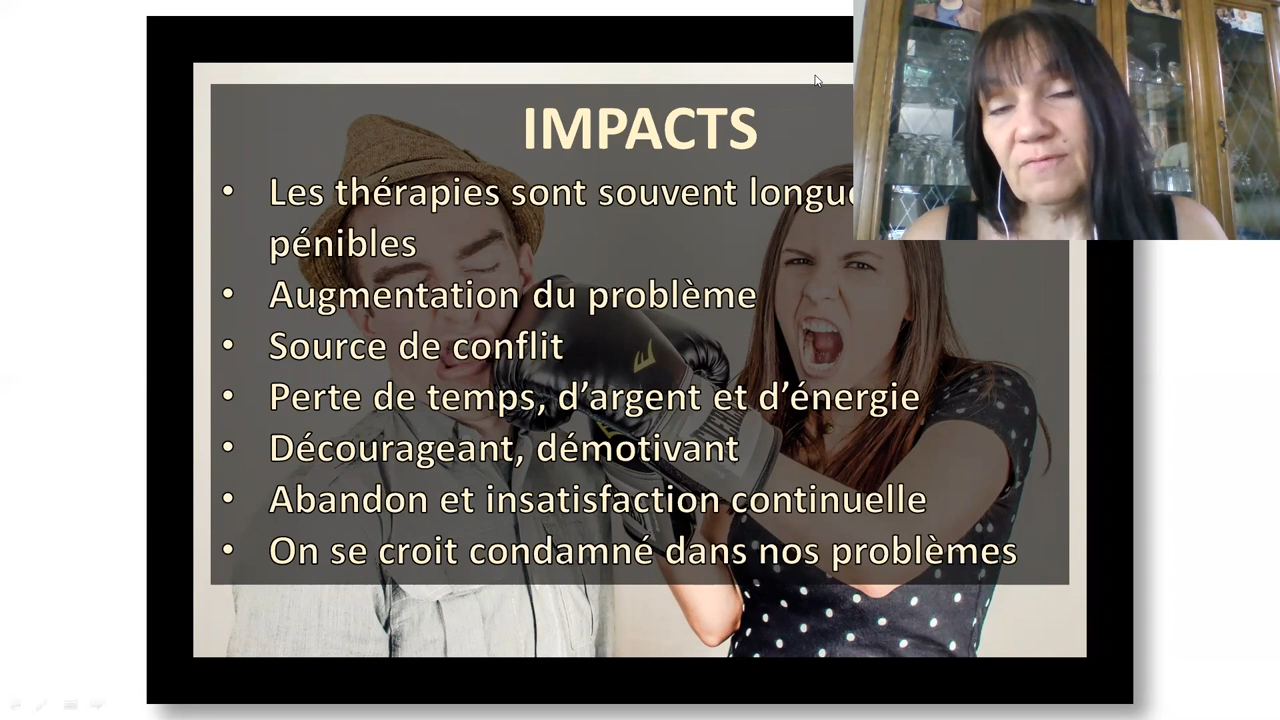 IMPACTS
• Les thérapies sont souvent
pénibles
• Augmentation du problème
• Source de conflit
• Perte de temps, d’argent et d’énergie
• Décourageant, démotivant
• Abandon et insatisfaction continuelle
• On se croit condamné dans nos problèmes